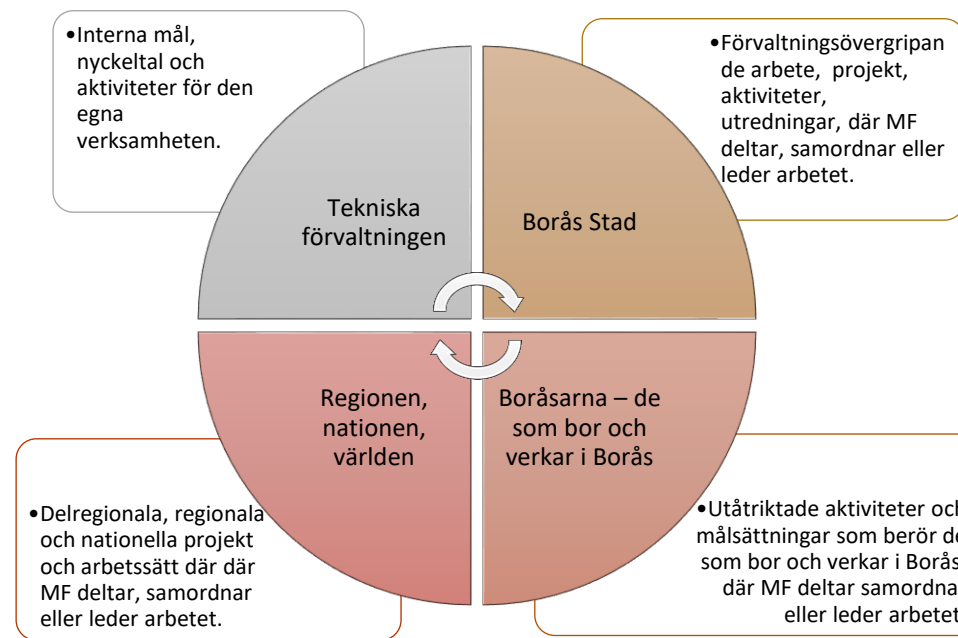 •Interna mål,
nyckeltal och
aktiviteter för den
egna
verksamheten.
•Förvaltningsövergripan
de arbete, projekt,
aktiviteter,
utredningar, där MF
deltar, samordnar eller
leder arbetet.
Tekniska
förvaltningen
Borås Stad
Regionen,
nationen,
världen
Boråsarna – de
som bor och
verkar i Borås
•Delregionala, regionala
och nationella projekt
och arbetssätt där där
MF deltar, samordnar
eller leder arbetet.
•Utåtriktade aktiviteter och
målsättningar som berör de
som bor och verkar i Borås
där MF deltar samordna
eller leder arbetet